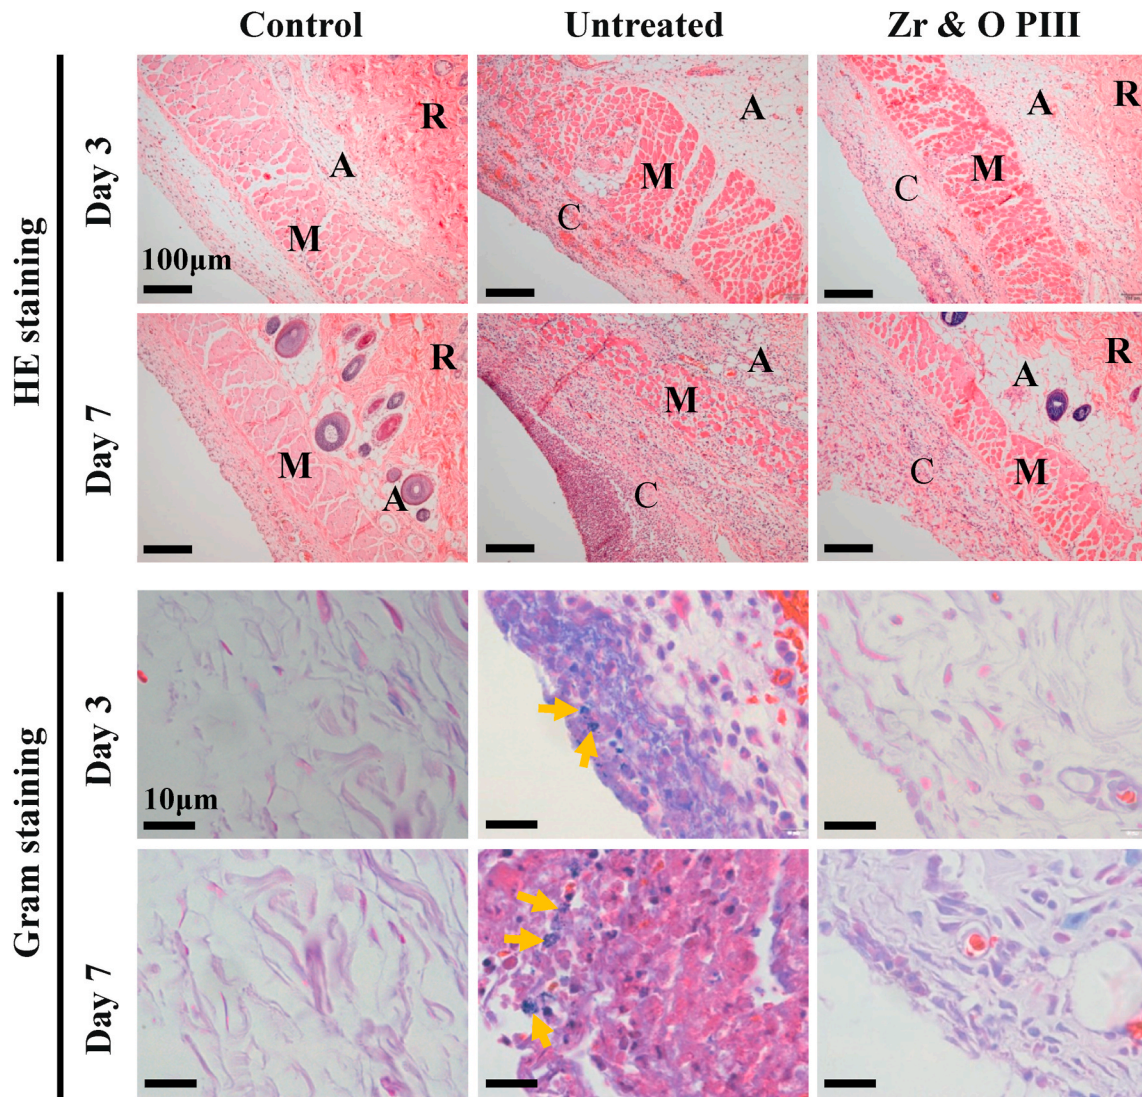 Control Untreated Zr & O PIII
HE staining
Day 3
R
A
M
100μm
A
M
C
R
A
M
C
Day 7
R
M
A
A
M
C
R
A
C
M
Gram staining
Day 3
10μm
Day 7